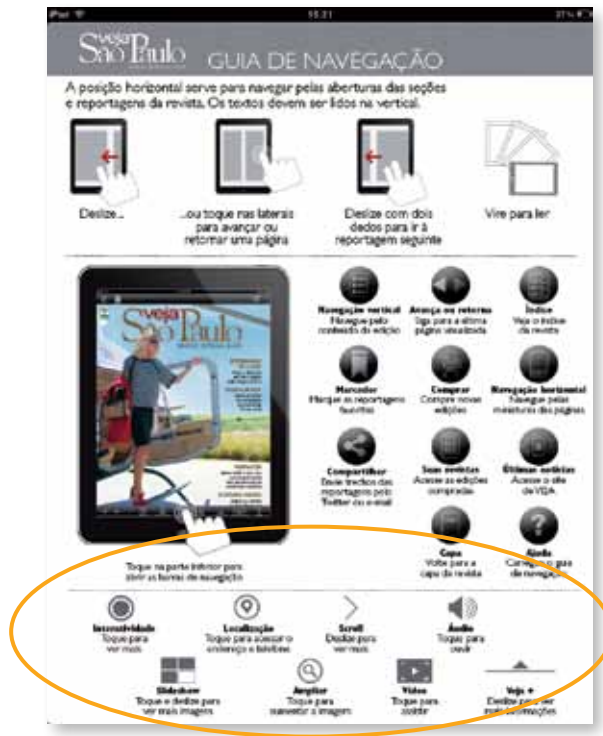 iPad
15:21
37%
veja
São Paulo
GUIA DE NAVEGAÇÃO
A posição horizontal serve para navegar pelas aberturas das seções
e reportagens da revista. Os textos devem ser lidos na vertical.
Deslize...
...ou toque nas laterais
para avançar ou
retornar uma página
Deslize com dois
dedos para ir à
reportagem seguinte
Vire para ler
veja
São Paulo
Toque na parte inferior para
abrir as barras de navegação
Navegação vertical
Navegue pelo
conteúdo da edição
Avança ou retorna
Siga para a última
página visualizada
Índice
Veja o índice
da revista
Marcador
Marque as reportagens
favoritas
Comprar
Compre novas
edições
Navegação horizontal
Navegue pelas
miniaturas das páginas
Compartilhar
Envie trechos das
reportagens pelo
Twitter ou e-mail
Suas revistas
Acesse as edições
compradas
Últimas notícias
Acesse o site
de VEJA
Capa
Volte para a
capa da revista
?
Ajuda
Carregue o guia
de navegação
Interatividade
Toque para
ver mais
Localização
Toque para acessar o
endereço e telefone
Scroll
Deslize para
ver mais
Áudio
Toque para
ouvir
Slideshow
Toque e deslize para
ver mais imagens
Ampliar
Toque para
aumentar a imagem
Vídeo
Toque para
assistir
Veja +
Deslize para ver
mais informações